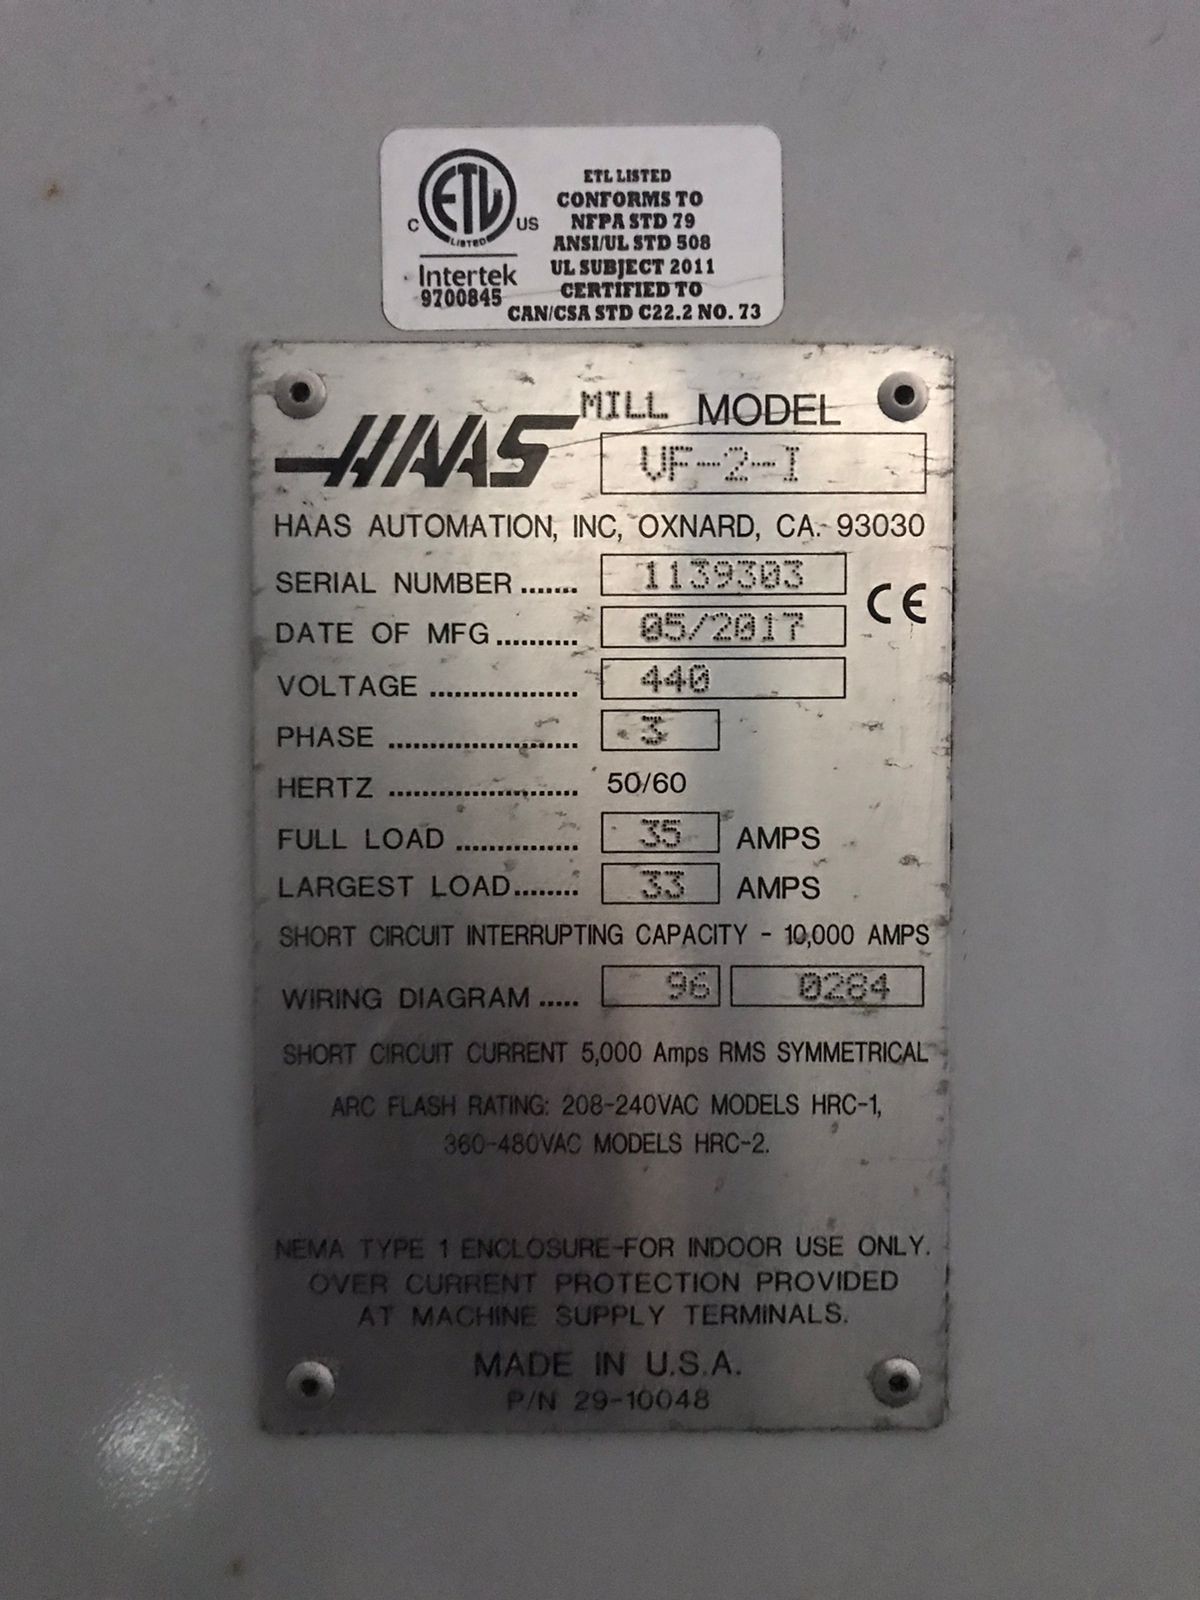 ETL LISTED
CONFORMS TO
NFPA STD 79
ANSI/UL STD 508
UL SUBJECT 2011
CERTIFIED TO
CAN/CSA STD C22.2 NO. 73
C ETL US
LISTED
Intertek
9700845
HAAS MILL MODEL
VF-2-I
HAAS AUTOMATION, INC, OXNARD, CA. 93030
SERIAL NUMBER ....... 1139303
CE
DATE OF MFG.......... 05/2017
VOLTAGE .................. 440
PHASE ....................... 3
HERTZ ....................... 50/60
FULL LOAD ............... 35 AMPS
LARGEST LOAD........ 33 AMPS
SHORT CIRCUIT INTERRUPTING CAPACITY - 10,000 AMPS
WIRING DIAGRAM ..... 96 0284
SHORT CIRCUIT CURRENT 5,000 Amps RMS SYMMETRICAL
ARC FLASH RATING: 208-240VAC MODELS HRC-1,
360-480VAC MODELS HRC-2.
NEMA TYPE 1 ENCLOSURE-FOR INDOOR USE ONLY.
OVER CURRENT PROTECTION PROVIDED
AT MACHINE SUPPLY TERMINALS.
MADE IN U.S.A.
P/N 29-10048